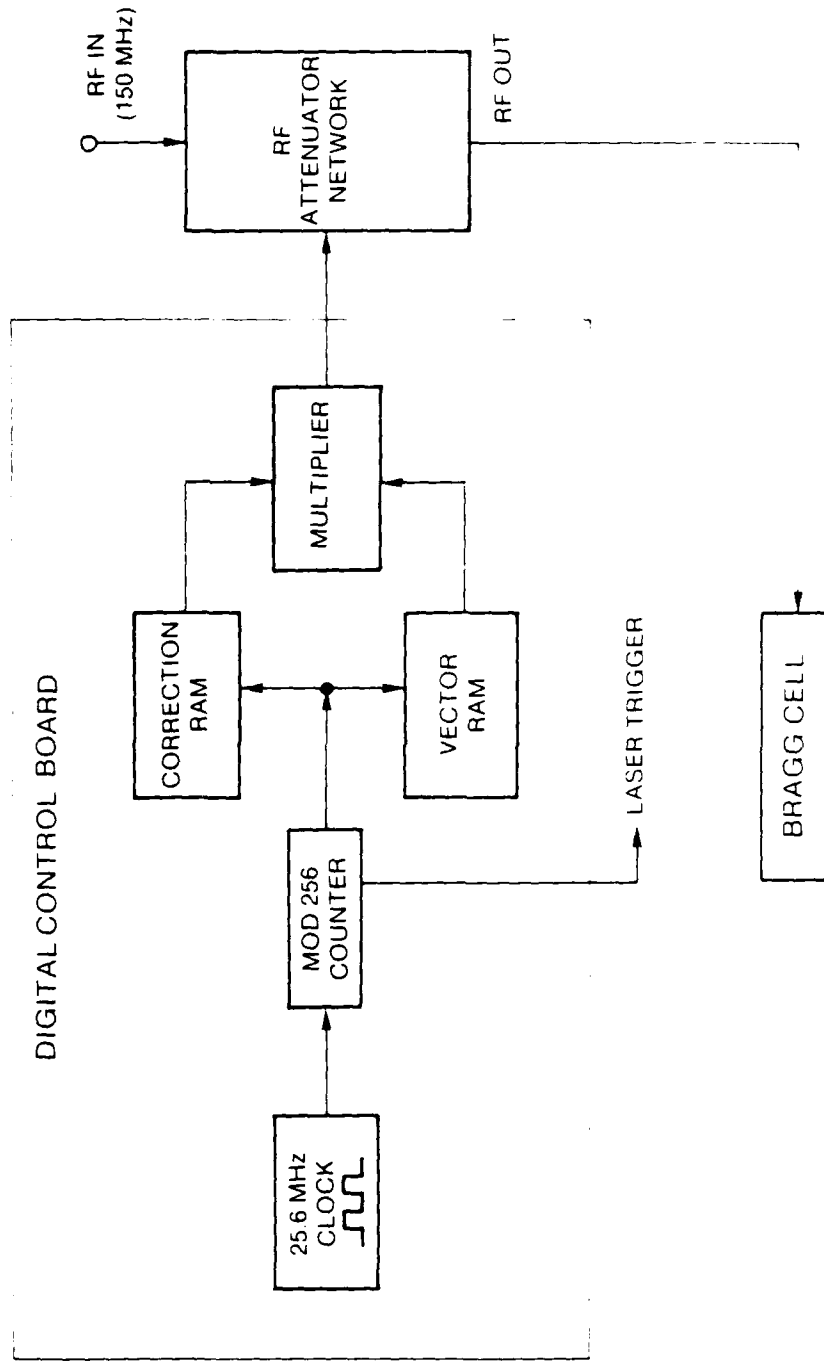 DIGITAL CONTROL BOARD
25.6 MHz
CLOCK
MOD 256
COUNTER
CORRECTION
RAM
VECTOR
RAM
MULTIPLIER
RF
ATTENUATOR
NETWORK
RF IN
(150 MHz)
RF OUT
LASER TRIGGER
BRAGG CELL